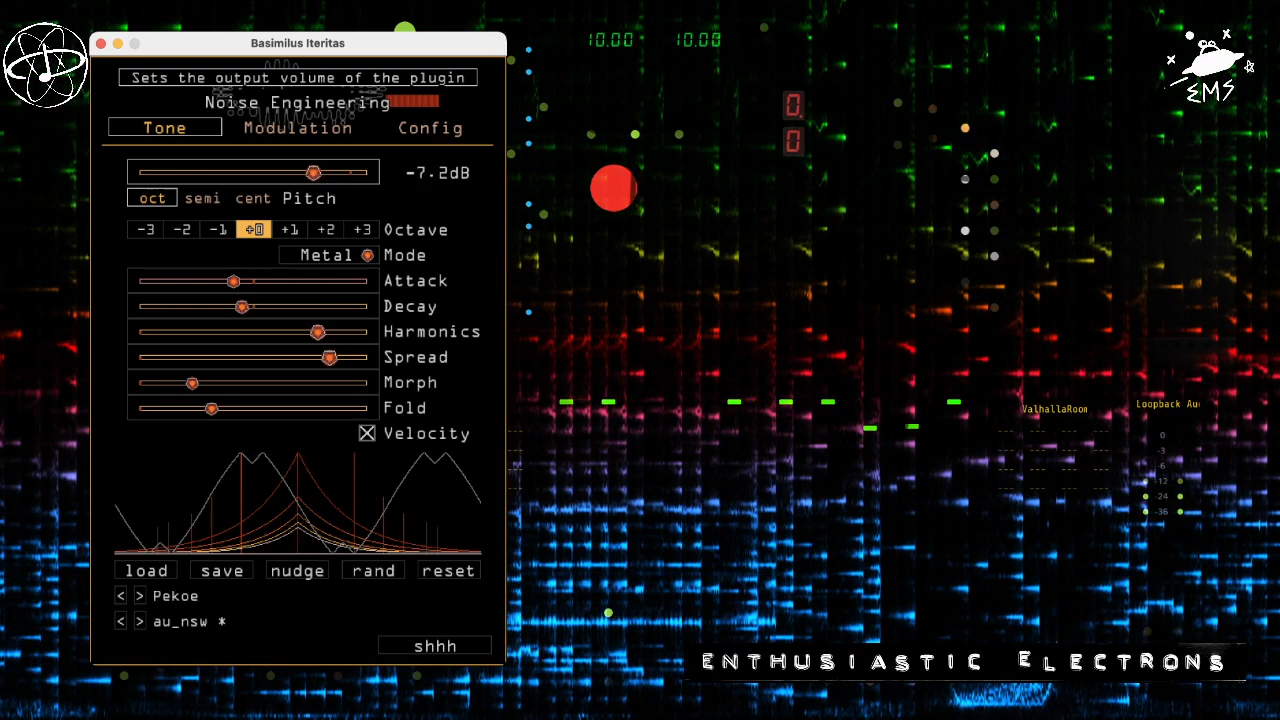 Basimilus Iteritas
Sets the output volume of the plugin
Noise Engineering
Tone Modulation Config
-7.2dB
oct semi cent Pitch
-3 -2 -1 +0 +1 +2 +3 Octave
Metal Mode
Attack
Decay
Harmonics
Spread
Morph
Fold
Velocity
load save nudge rand reset
< > Pekoe
< > au_nsw *
shhh
10.00 10.00
0.
0
EMS
ValhallaRoom
Loopback Au
0
-3
-6
-12
-24
-36
ENTHUSIASTIC ELECTRONS